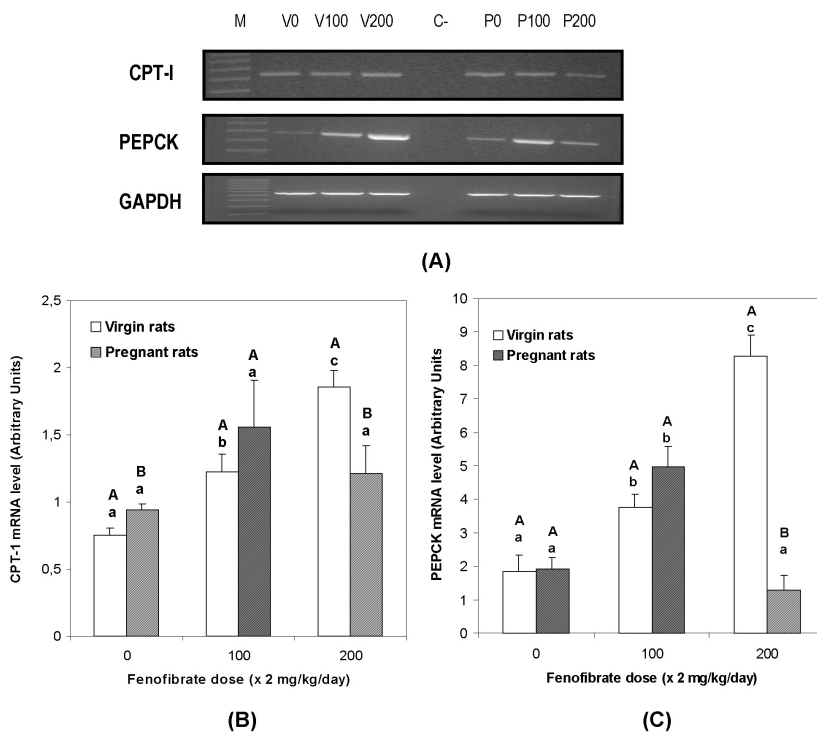 M V0 V100 V200 C- P0 P100 P200
CPT-I
PEPCK
GAPDH
(A)
CPT-1 mRNA level (Arbitrary Units)
2,5
2
1,5
1
0,5
0
Virgin rats
Pregnant rats
A
a
B
a
A
b
A
a
A
c
B
a
0 100 200
Fenofibrate dose (x 2 mg/kg/day)
(B)
PEPCK mRNA level (Arbitrary Units)
10
9
8
7
6
5
4
3
2
1
0
Virgin rats
Pregnant rats
A
a
A
a
A
b
A
b
A
c
B
a
0 100 200
Fenofibrate dose (x 2 mg/kg/day)
(C)